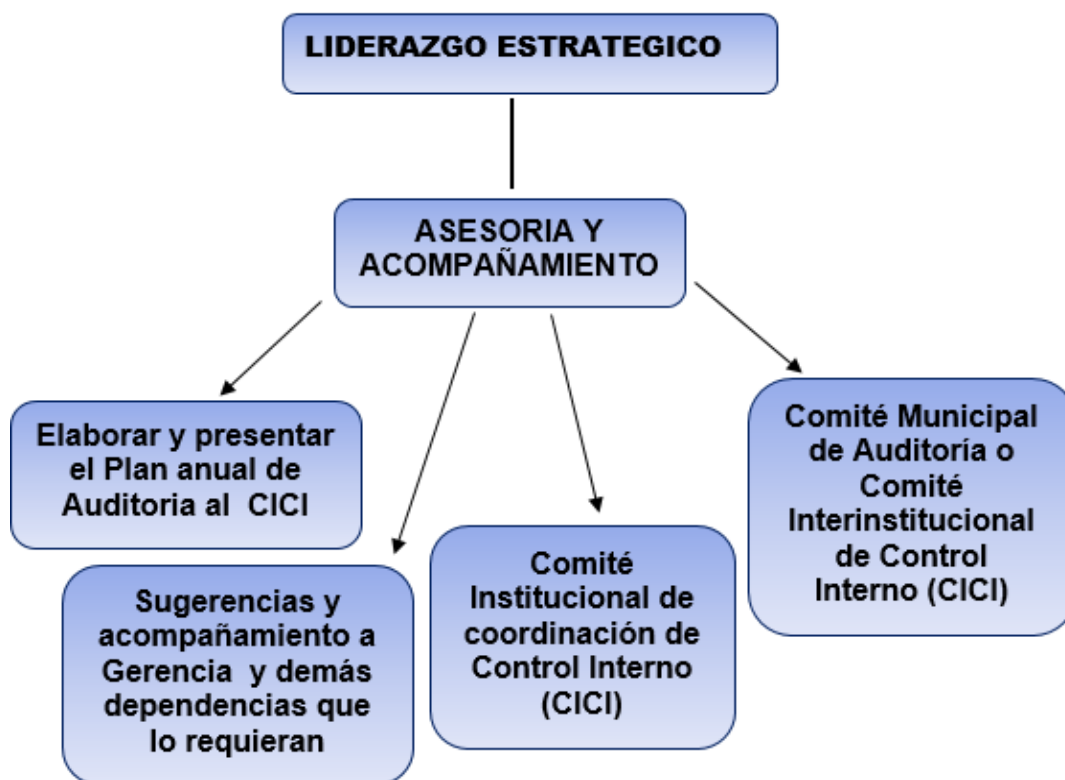 LIDERAZGO ESTRATEGICO
ASESORIA Y
ACOMPAÑAMIENTO
Elaborar y presentar
el Plan anual de
Auditoria al CICI
Sugerencias y
acompañamiento a
Gerencia y demás
dependencias que
lo requieran
Comité
Institucional de
coordinación de
Control Interno
(CICI)
Comité Municipal
de Auditoría o
Comité
Interinstitucional
de Control
Interno (CICI)